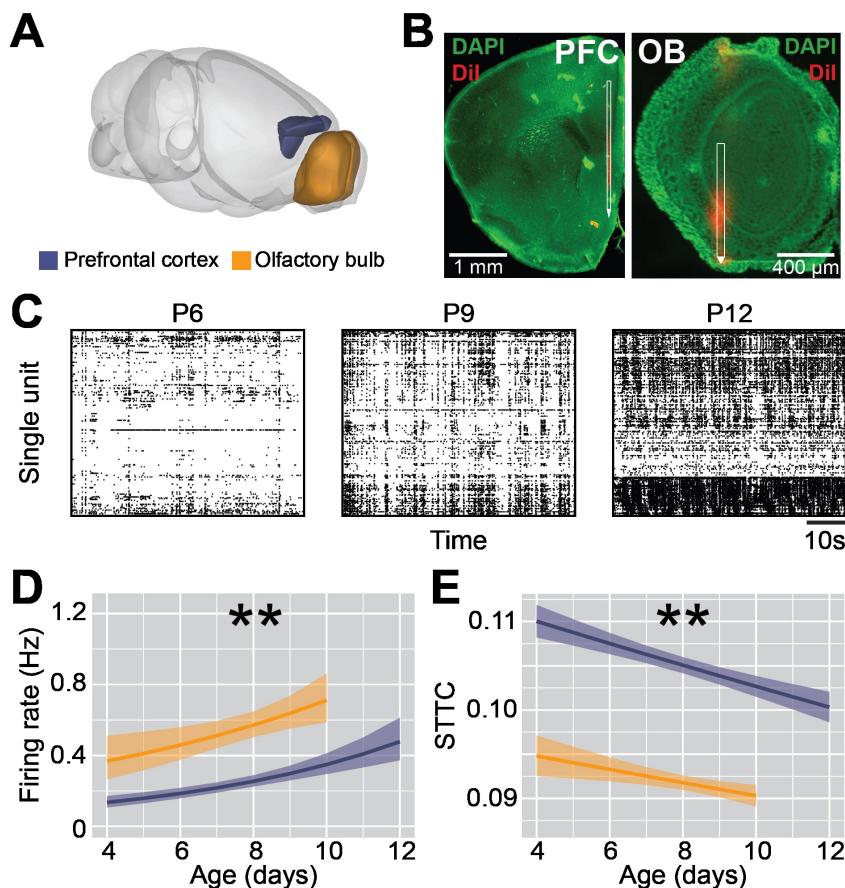 A
Prefrontal cortex
Olfactory bulb
B
DAPI
DiI
PFC
1 mm
OB
DAPI
DiI
400 µm
C
P6
P9
P12
Single unit
Time
10s
D
**
Firing rate (Hz)
1.2
0.8
0.4
0
4
6
8
10
12
Age (days)
E
**
STTC
0.11
0.10
0.09
4
6
8
10
12
Age (days)